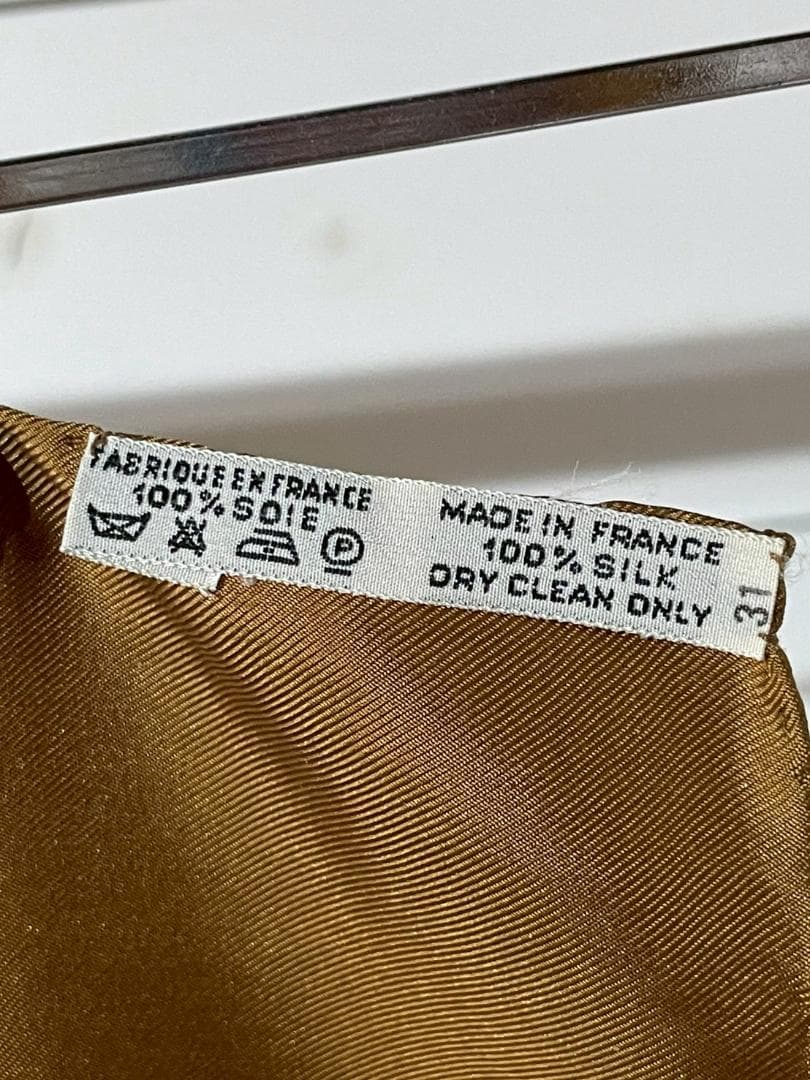 FABRIQUE EN FRANCE
100% SOIE
P
MADE IN FRANCE
100% SILK
DRY CLEAN ONLY
31